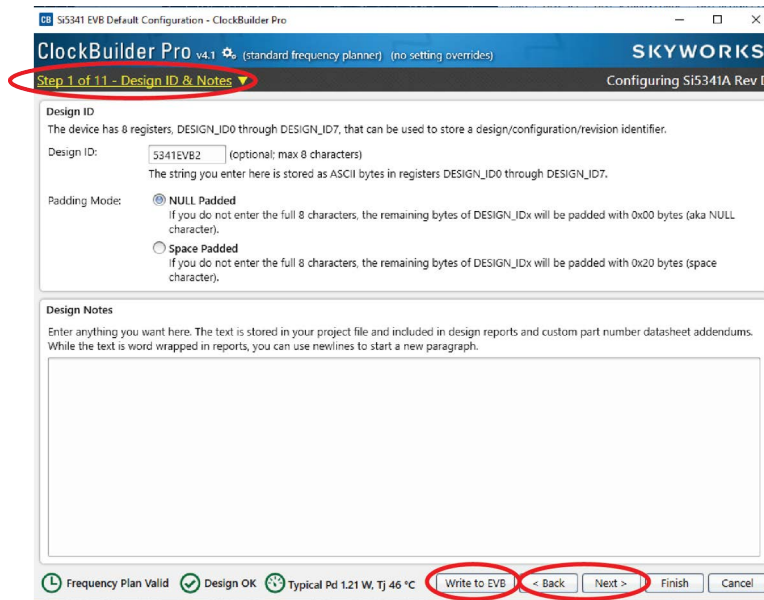 CB Si5341 EVB Default Configuration - ClockBuilder Pro
ClockBuilder Pro v4.1 (standard frequency planner) (no setting overrides) SKYWORKS
Step 1 of 11 - Design ID & Notes ▼ Configuring Si5341A Rev D
Design ID
The device has 8 registers, DESIGN_ID0 through DESIGN_ID7, that can be used to store a design/configuration/revision identifier.
Design ID: 5341EVB2 (optional; max 8 characters)
The string you enter here is stored as ASCII bytes in registers DESIGN_ID0 through DESIGN_ID7.
Padding Mode: NULL Padded
If you do not enter the full 8 characters, the remaining bytes of DESIGN_IDx will be padded with 0x00 bytes (aka NULL
character).
Space Padded
If you do not enter the full 8 characters, the remaining bytes of DESIGN_IDx will be padded with 0x20 bytes (space
character).
Design Notes
Enter anything you want here. The text is stored in your project file and included in design reports and custom part number datasheet addendums.
While the text is word wrapped in reports, you can use newlines to start a new paragraph.
Frequency Plan Valid Design OK Typical Pd 1.21 W, Tj 46 °C Write to EVB < Back Next > Finish Cancel